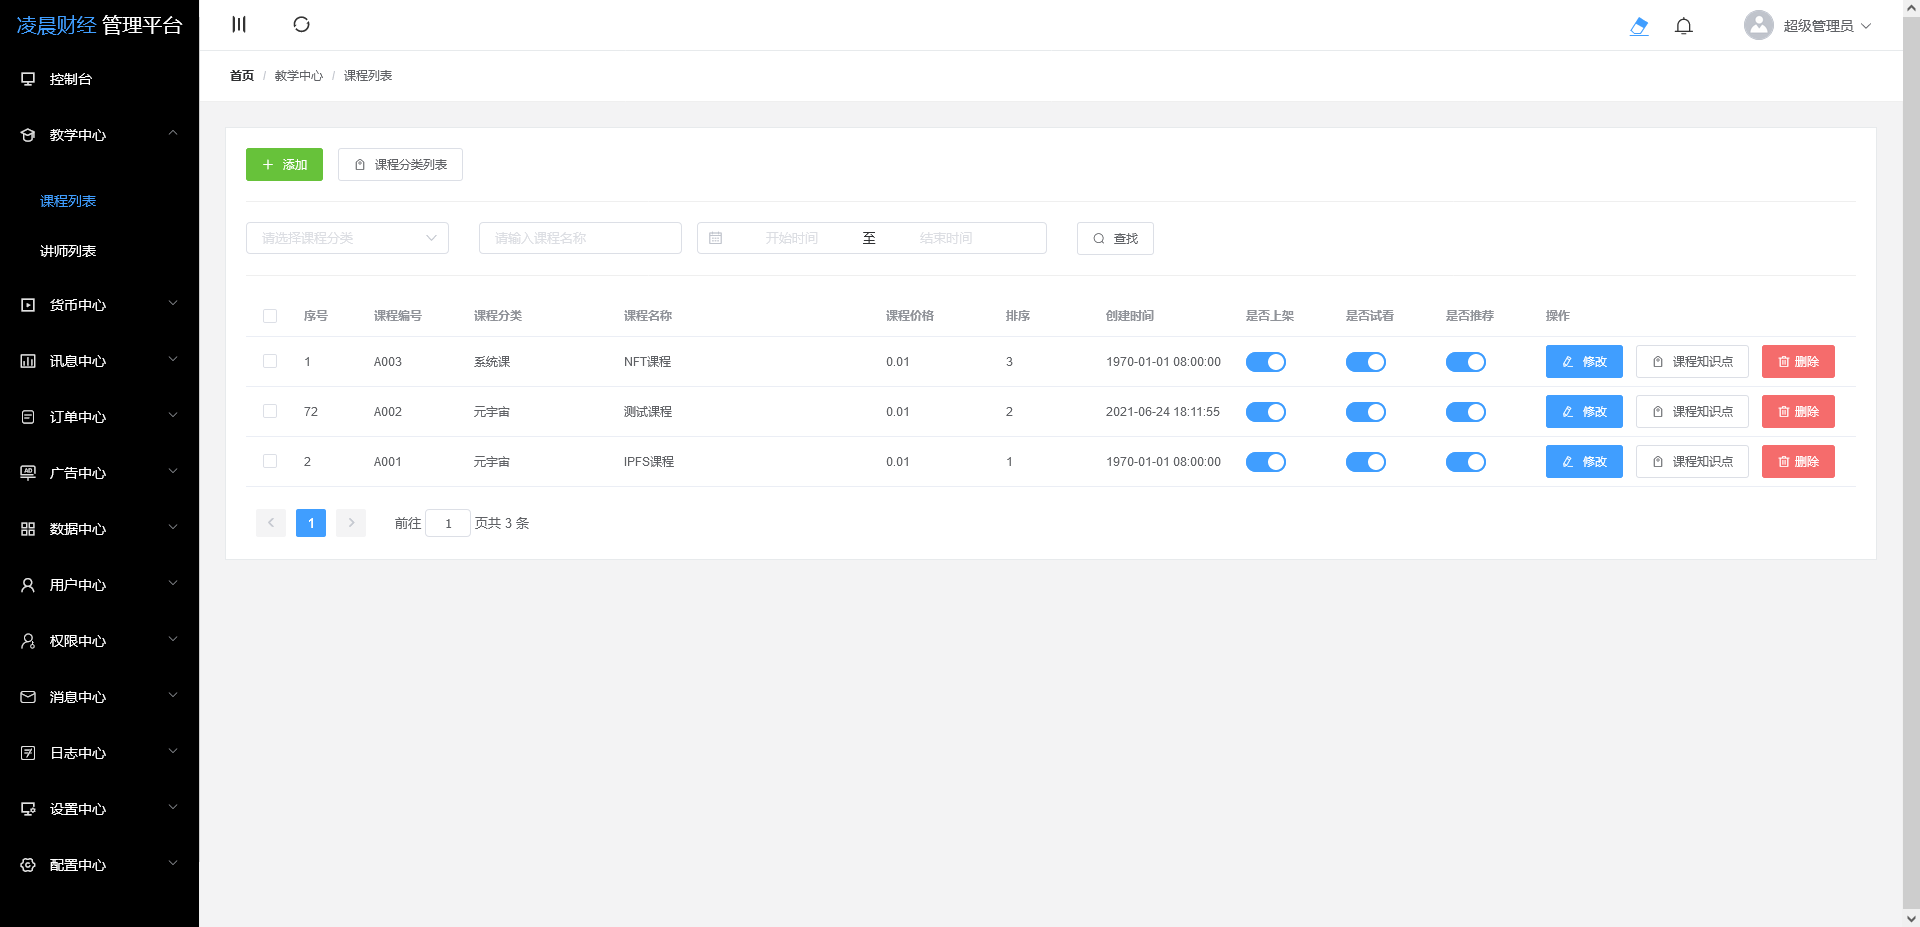 凌晨财经 管理平台
超级管理员
首页 / 教学中心 / 课程列表
控制台
教学中心
课程列表
讲师列表
货币中心
讯息中心
订单中心
广告中心
数据中心
用户中心
权限中心
消息中心
日志中心
设置中心
配置中心
添加 课程分类列表
请选择课程分类 请输入课程名称 开始时间 至 结束时间 查找
序号 课程编号 课程分类 课程名称 课程价格 排序 创建时间 是否上架 是否试看 是否推荐 操作
1 A003 系统课 NFT课程 0.01 3 1970-01-01 08:00:00 修改 课程知识点 删除
72 A002 元宇宙 测试课程 0.01 2 2021-06-24 18:11:55 修改 课程知识点 删除
2 A001 元宇宙 IPFS课程 0.01 1 1970-01-01 08:00:00 修改 课程知识点 删除
1 前往 1 页共 3 条